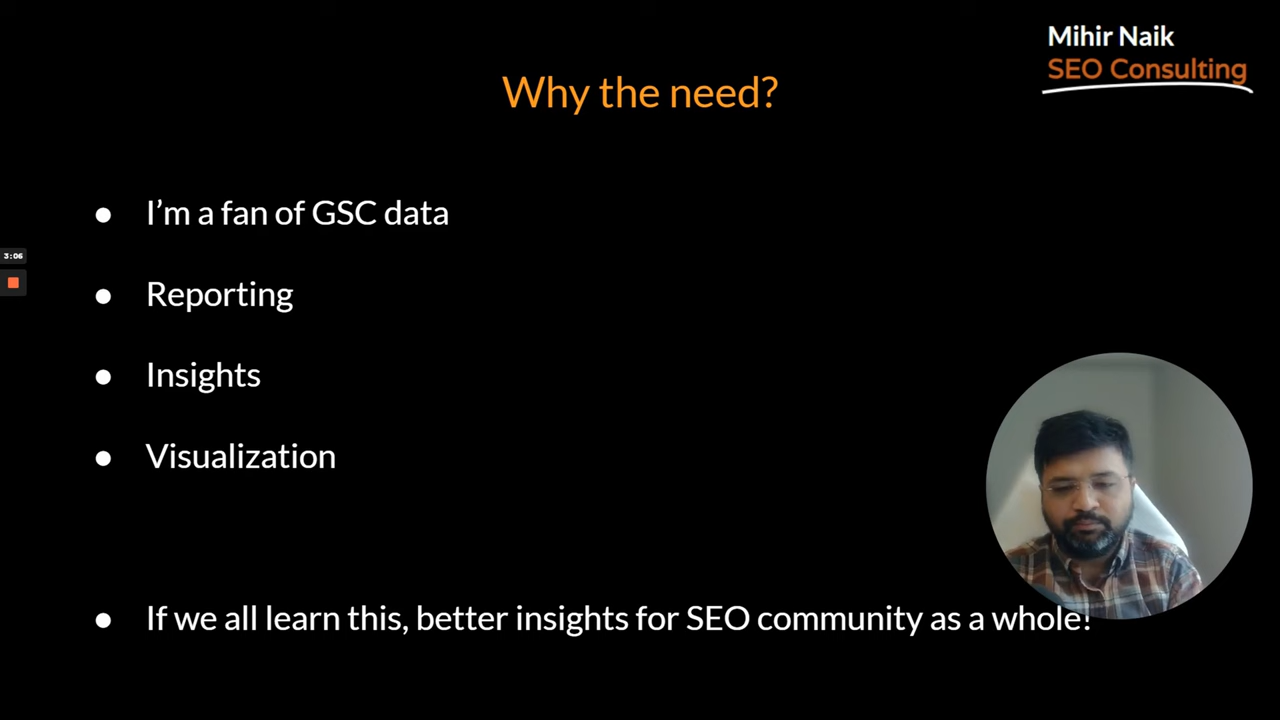 Mihir Naik
SEO Consulting
Why the need?
● I’m a fan of GSC data
3:06
● Reporting
● Insights
● Visualization
● If we all learn this, better insights for SEO community as a whole!